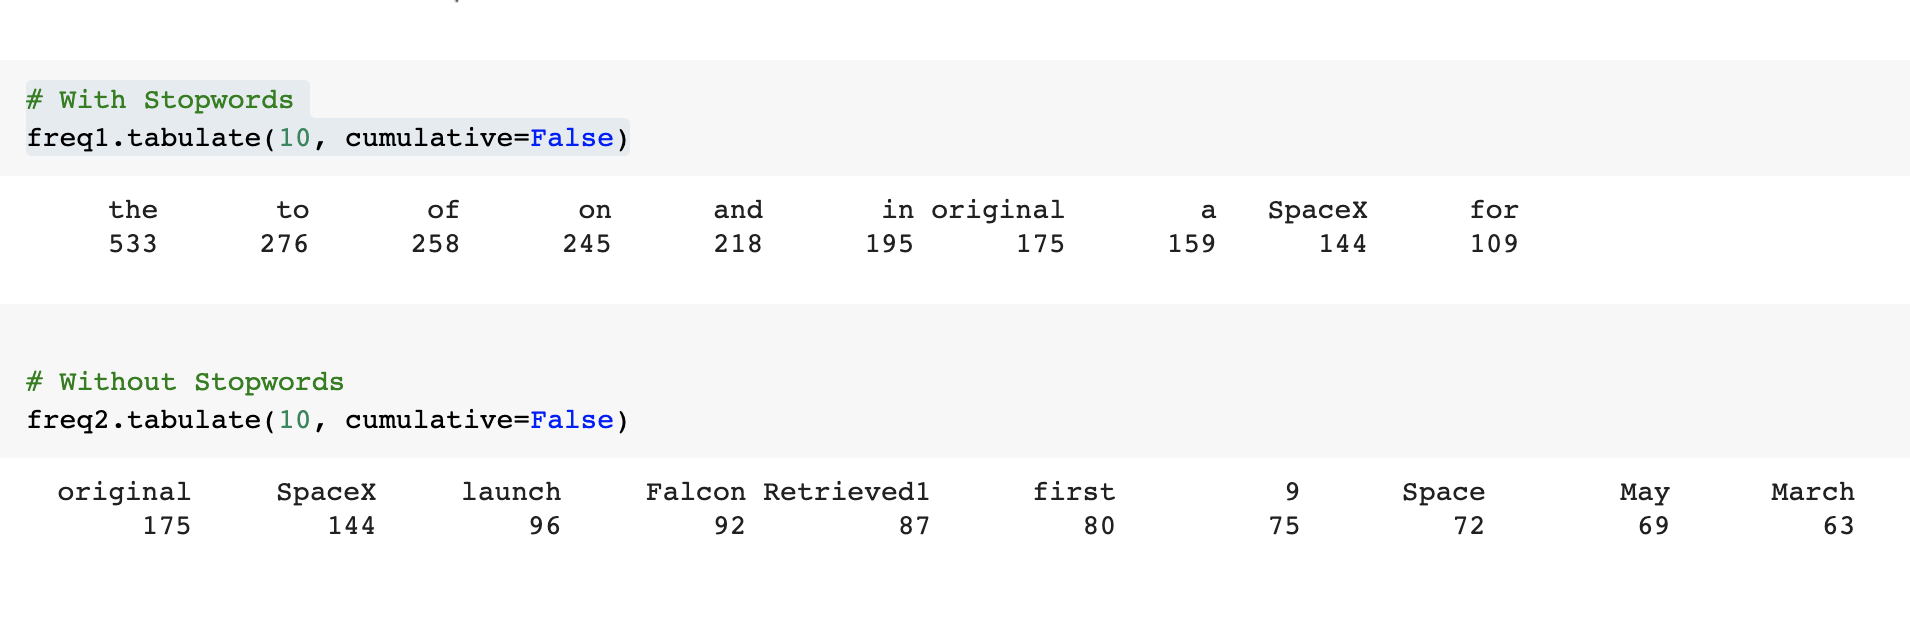 # With Stopwords
freq1.tabulate(10, cumulative=False)
the to of on and in original a SpaceX for
533 276 258 245 218 195 175 159 144 109
# Without Stopwords
freq2.tabulate(10, cumulative=False)
original SpaceX launch Falcon Retrieved1 first 9 Space May March
175 144 96 92 87 80 75 72 69 63